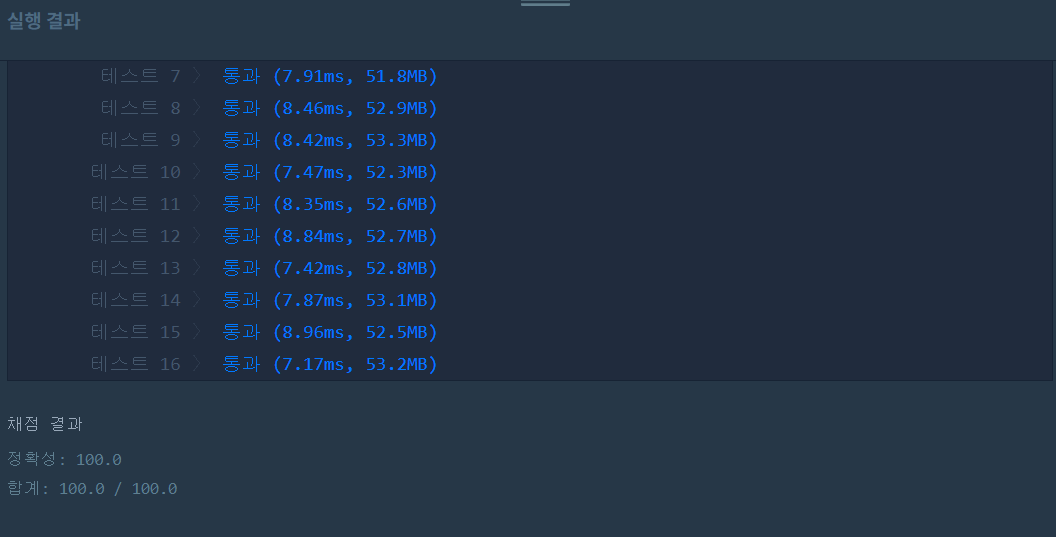 실행 결과
테스트 7 〉 통과 (7.91ms, 51.8MB)
테스트 8 〉 통과 (8.46ms, 52.9MB)
테스트 9 〉 통과 (8.42ms, 53.3MB)
테스트 10 〉 통과 (7.47ms, 52.3MB)
테스트 11 〉 통과 (8.35ms, 52.6MB)
테스트 12 〉 통과 (8.84ms, 52.7MB)
테스트 13 〉 통과 (7.42ms, 52.8MB)
테스트 14 〉 통과 (7.87ms, 53.1MB)
테스트 15 〉 통과 (8.96ms, 52.5MB)
테스트 16 〉 통과 (7.17ms, 53.2MB)
채점 결과
정확성: 100.0
합계: 100.0 / 100.0